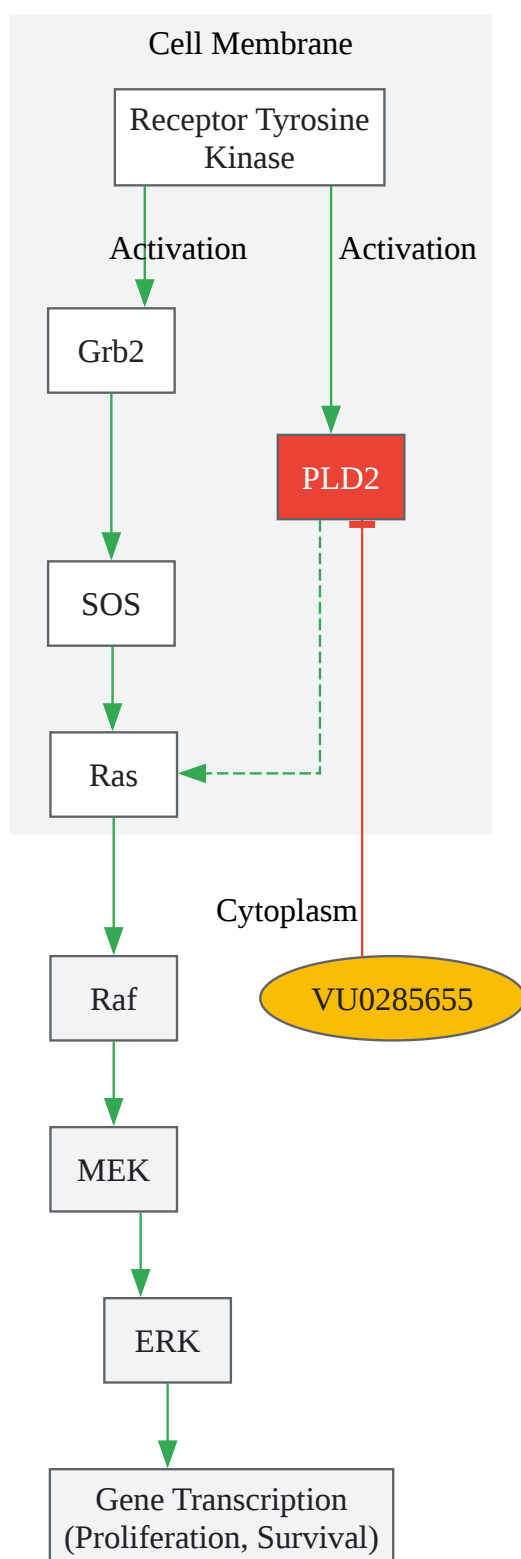 Cell Membrane
Receptor Tyrosine
Kinase
Activation
Activation
Grb2
PLD2
SOS
Ras
Cytoplasm
Raf
VU0285655
MEK
ERK
Gene Transcription
(Proliferation, Survival)